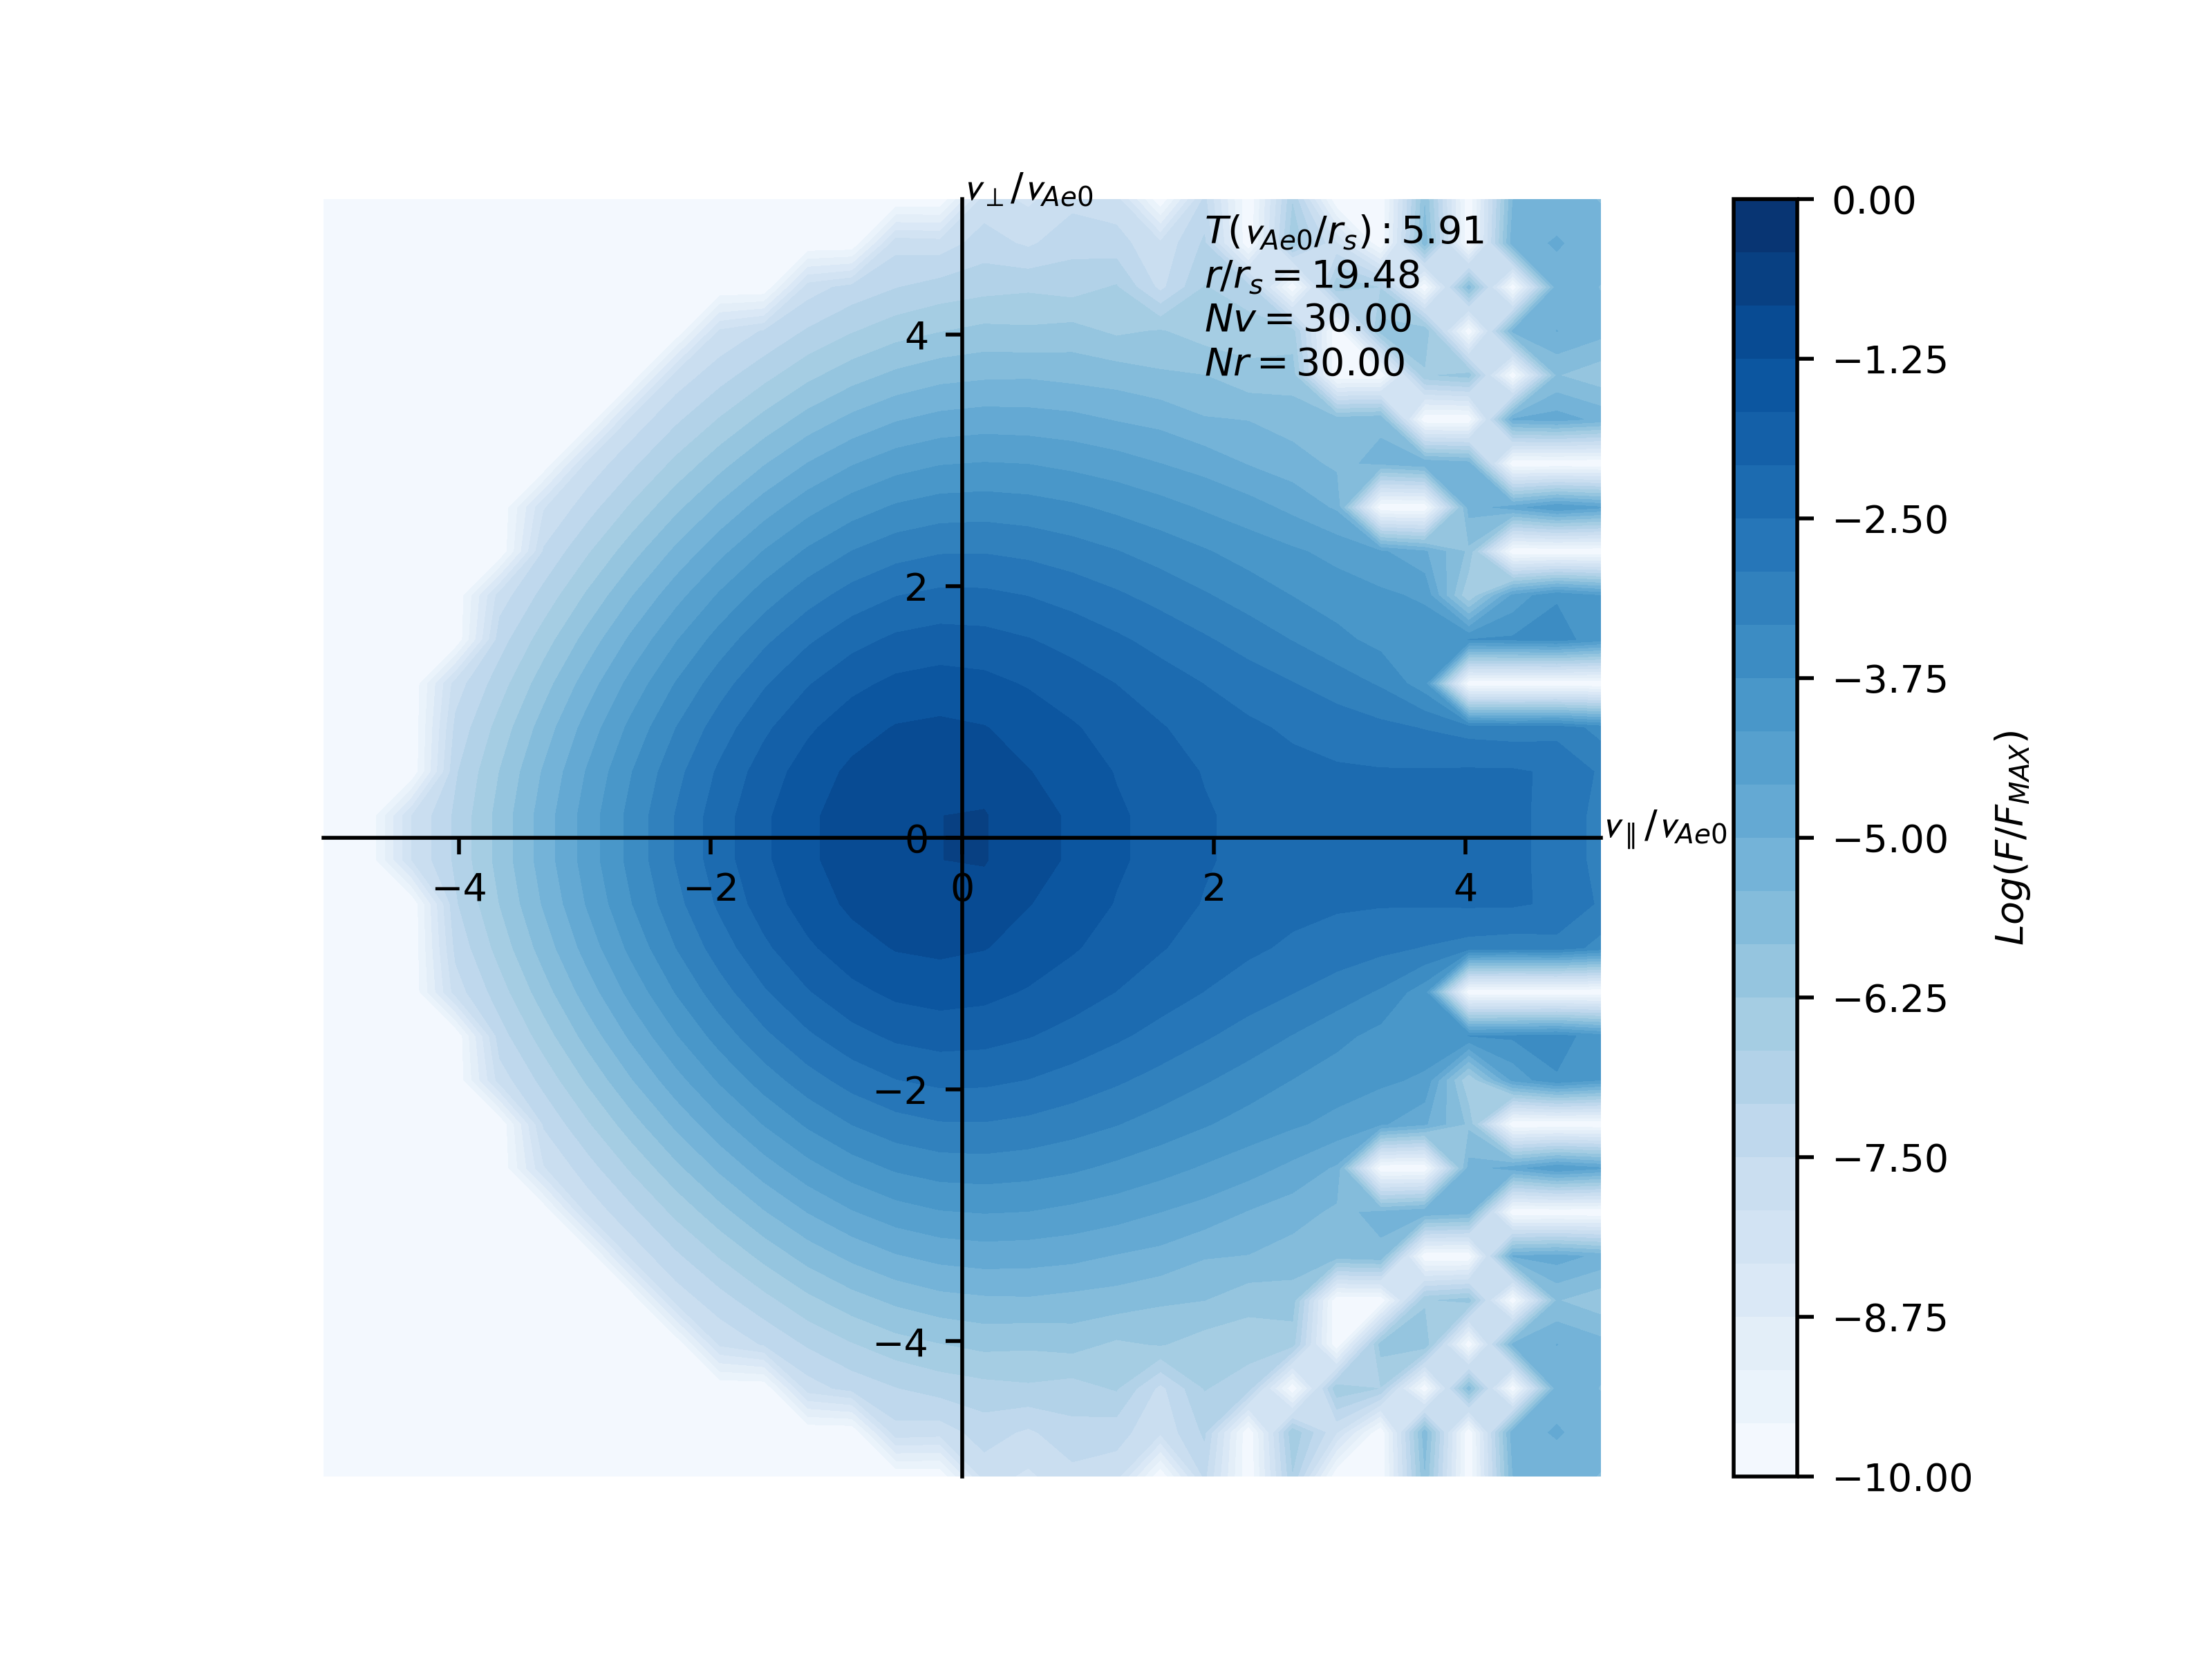 v⊥/vAe0
T(vAe0/rs) : 5.91
r/rs = 19.48
Nv = 30.00
Nr = 30.00
4
2
0
−2
−4
−4
−2
0
2
4
v∥/vAe0
0.00
−1.25
−2.50
−3.75
−5.00
−6.25
−7.50
−8.75
−10.00
Log(F/FMAX)